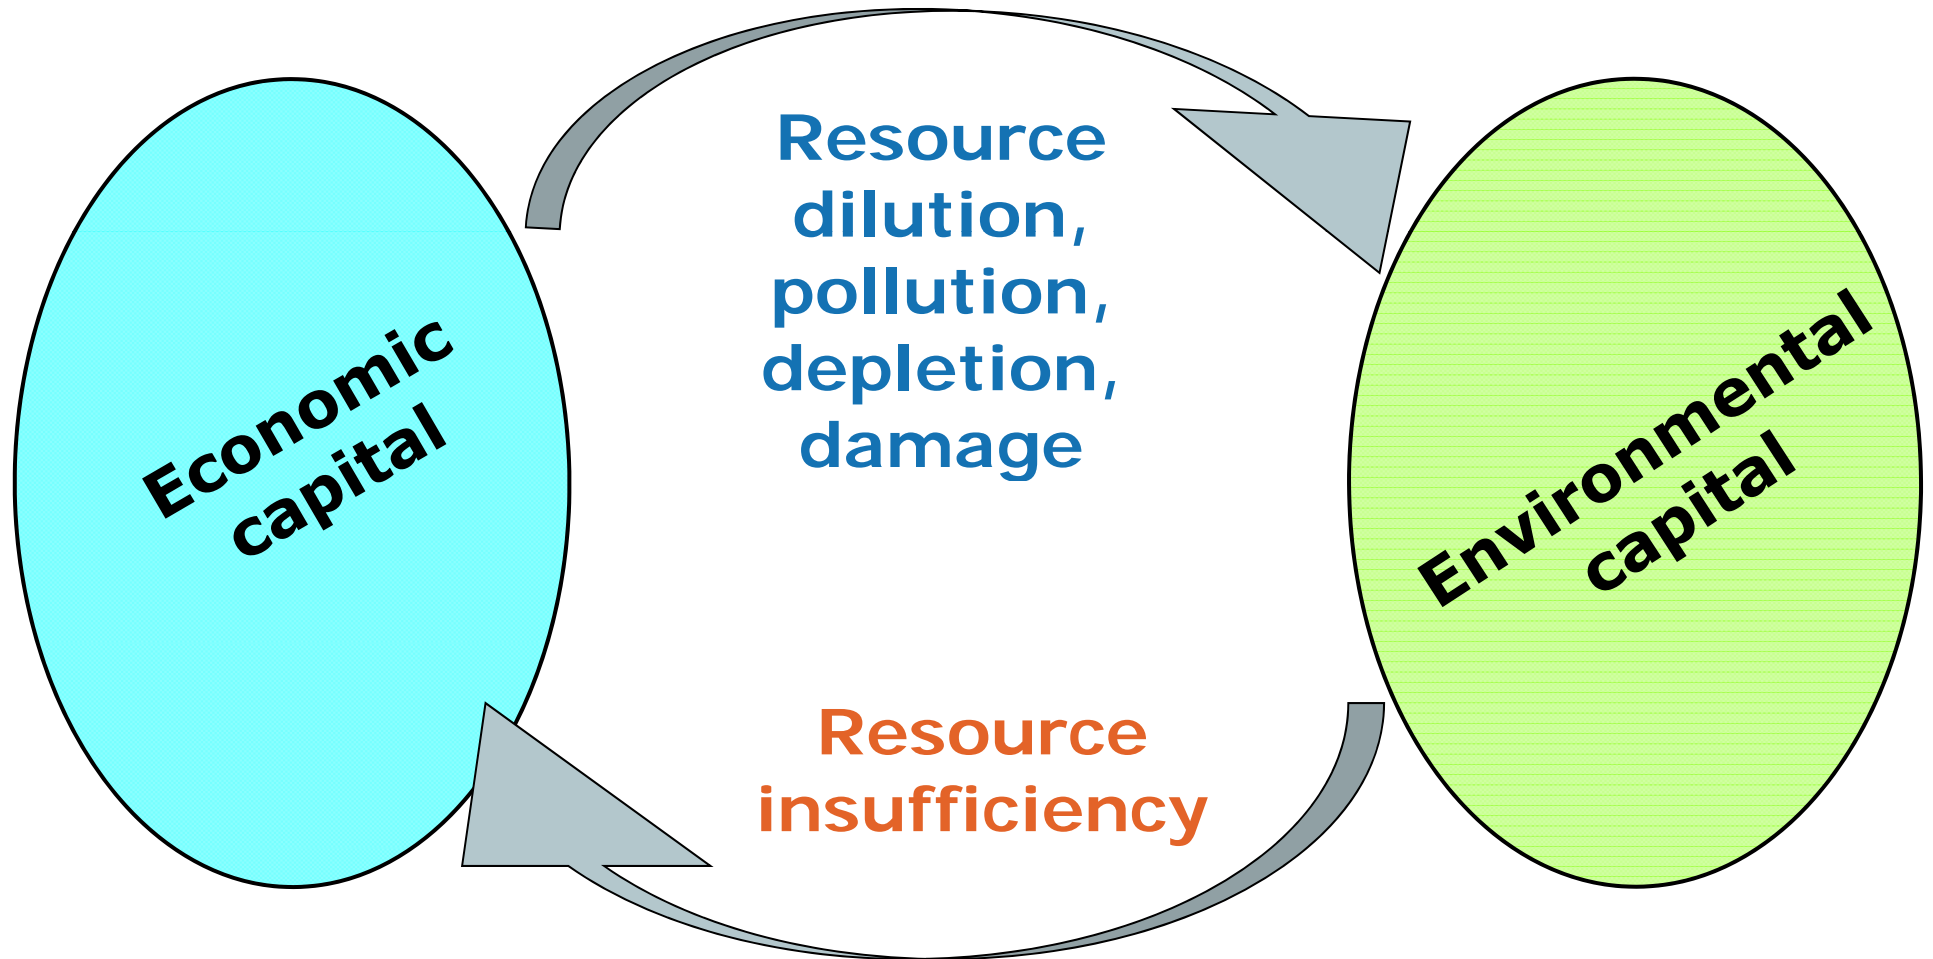 Economic
capital
Resource
dilution,
pollution,
depletion,
damage
Resource
insufficiency
Environmental
capital